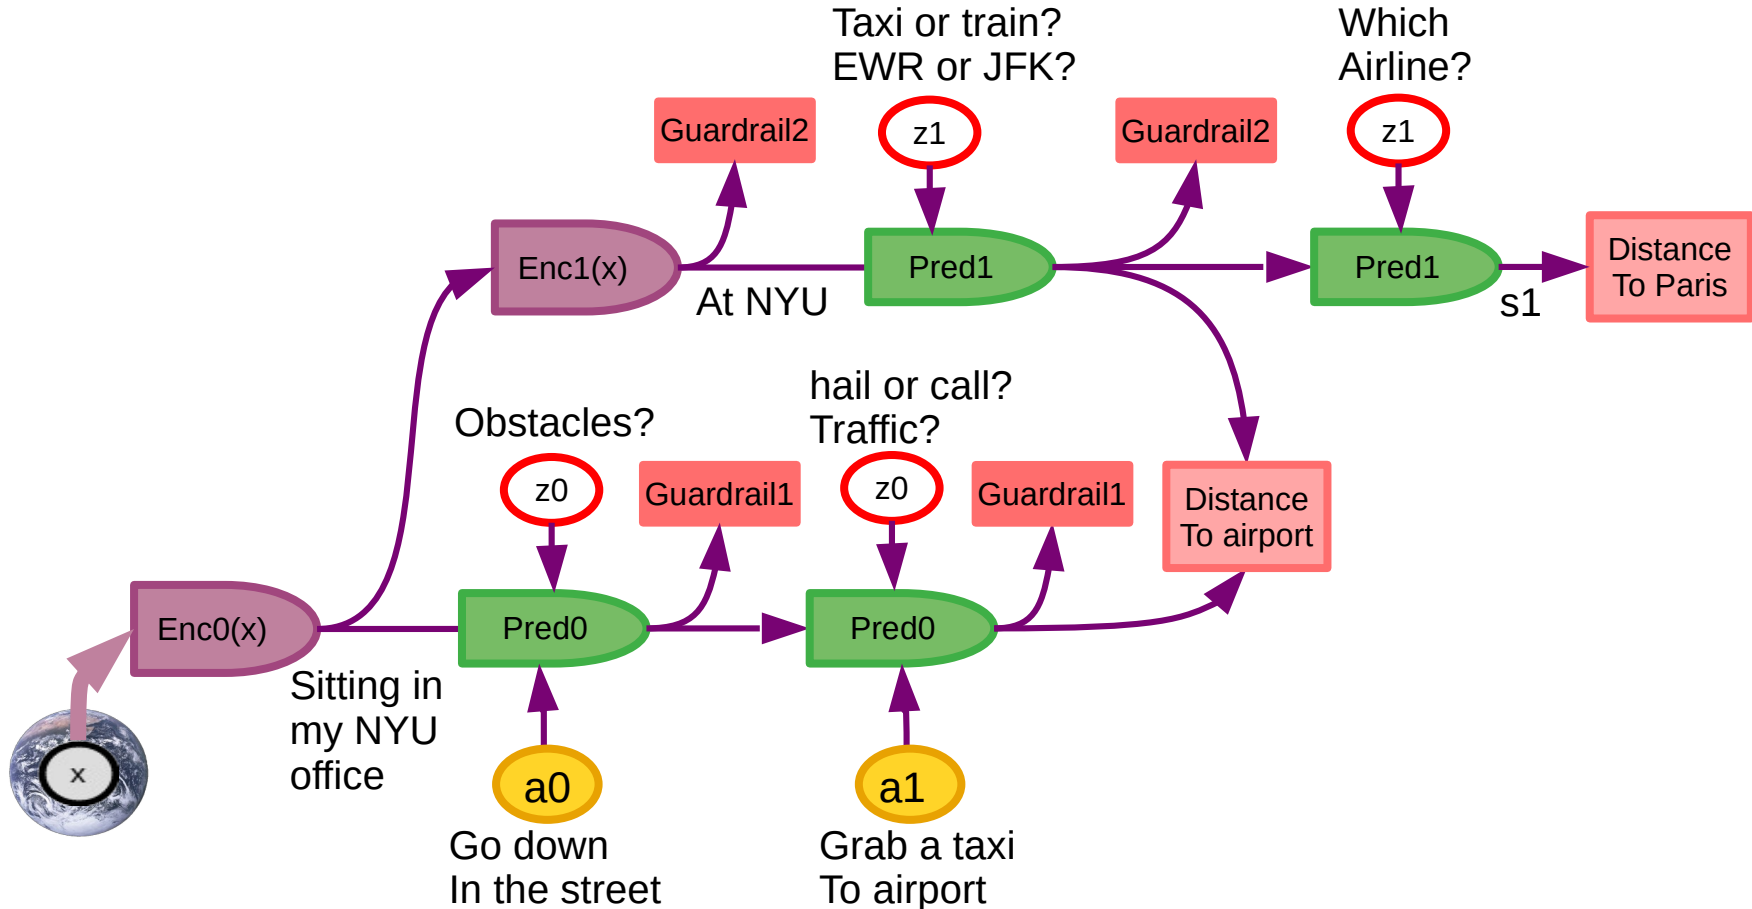 Taxi or train?
EWR or JFK?
Which
Airline?
Guardrail2
z1
Guardrail2
z1
Enc1(x)
At NYU
Pred1
Pred1
s1
Distance
To Paris
Obstacles?
hail or call?
Traffic?
z0
Guardrail1
z0
Guardrail1
Distance
To airport
Enc0(x)
Sitting in
my NYU
office
Pred0
Pred0
x
a0
Go down
In the street
a1
Grab a taxi
To airport